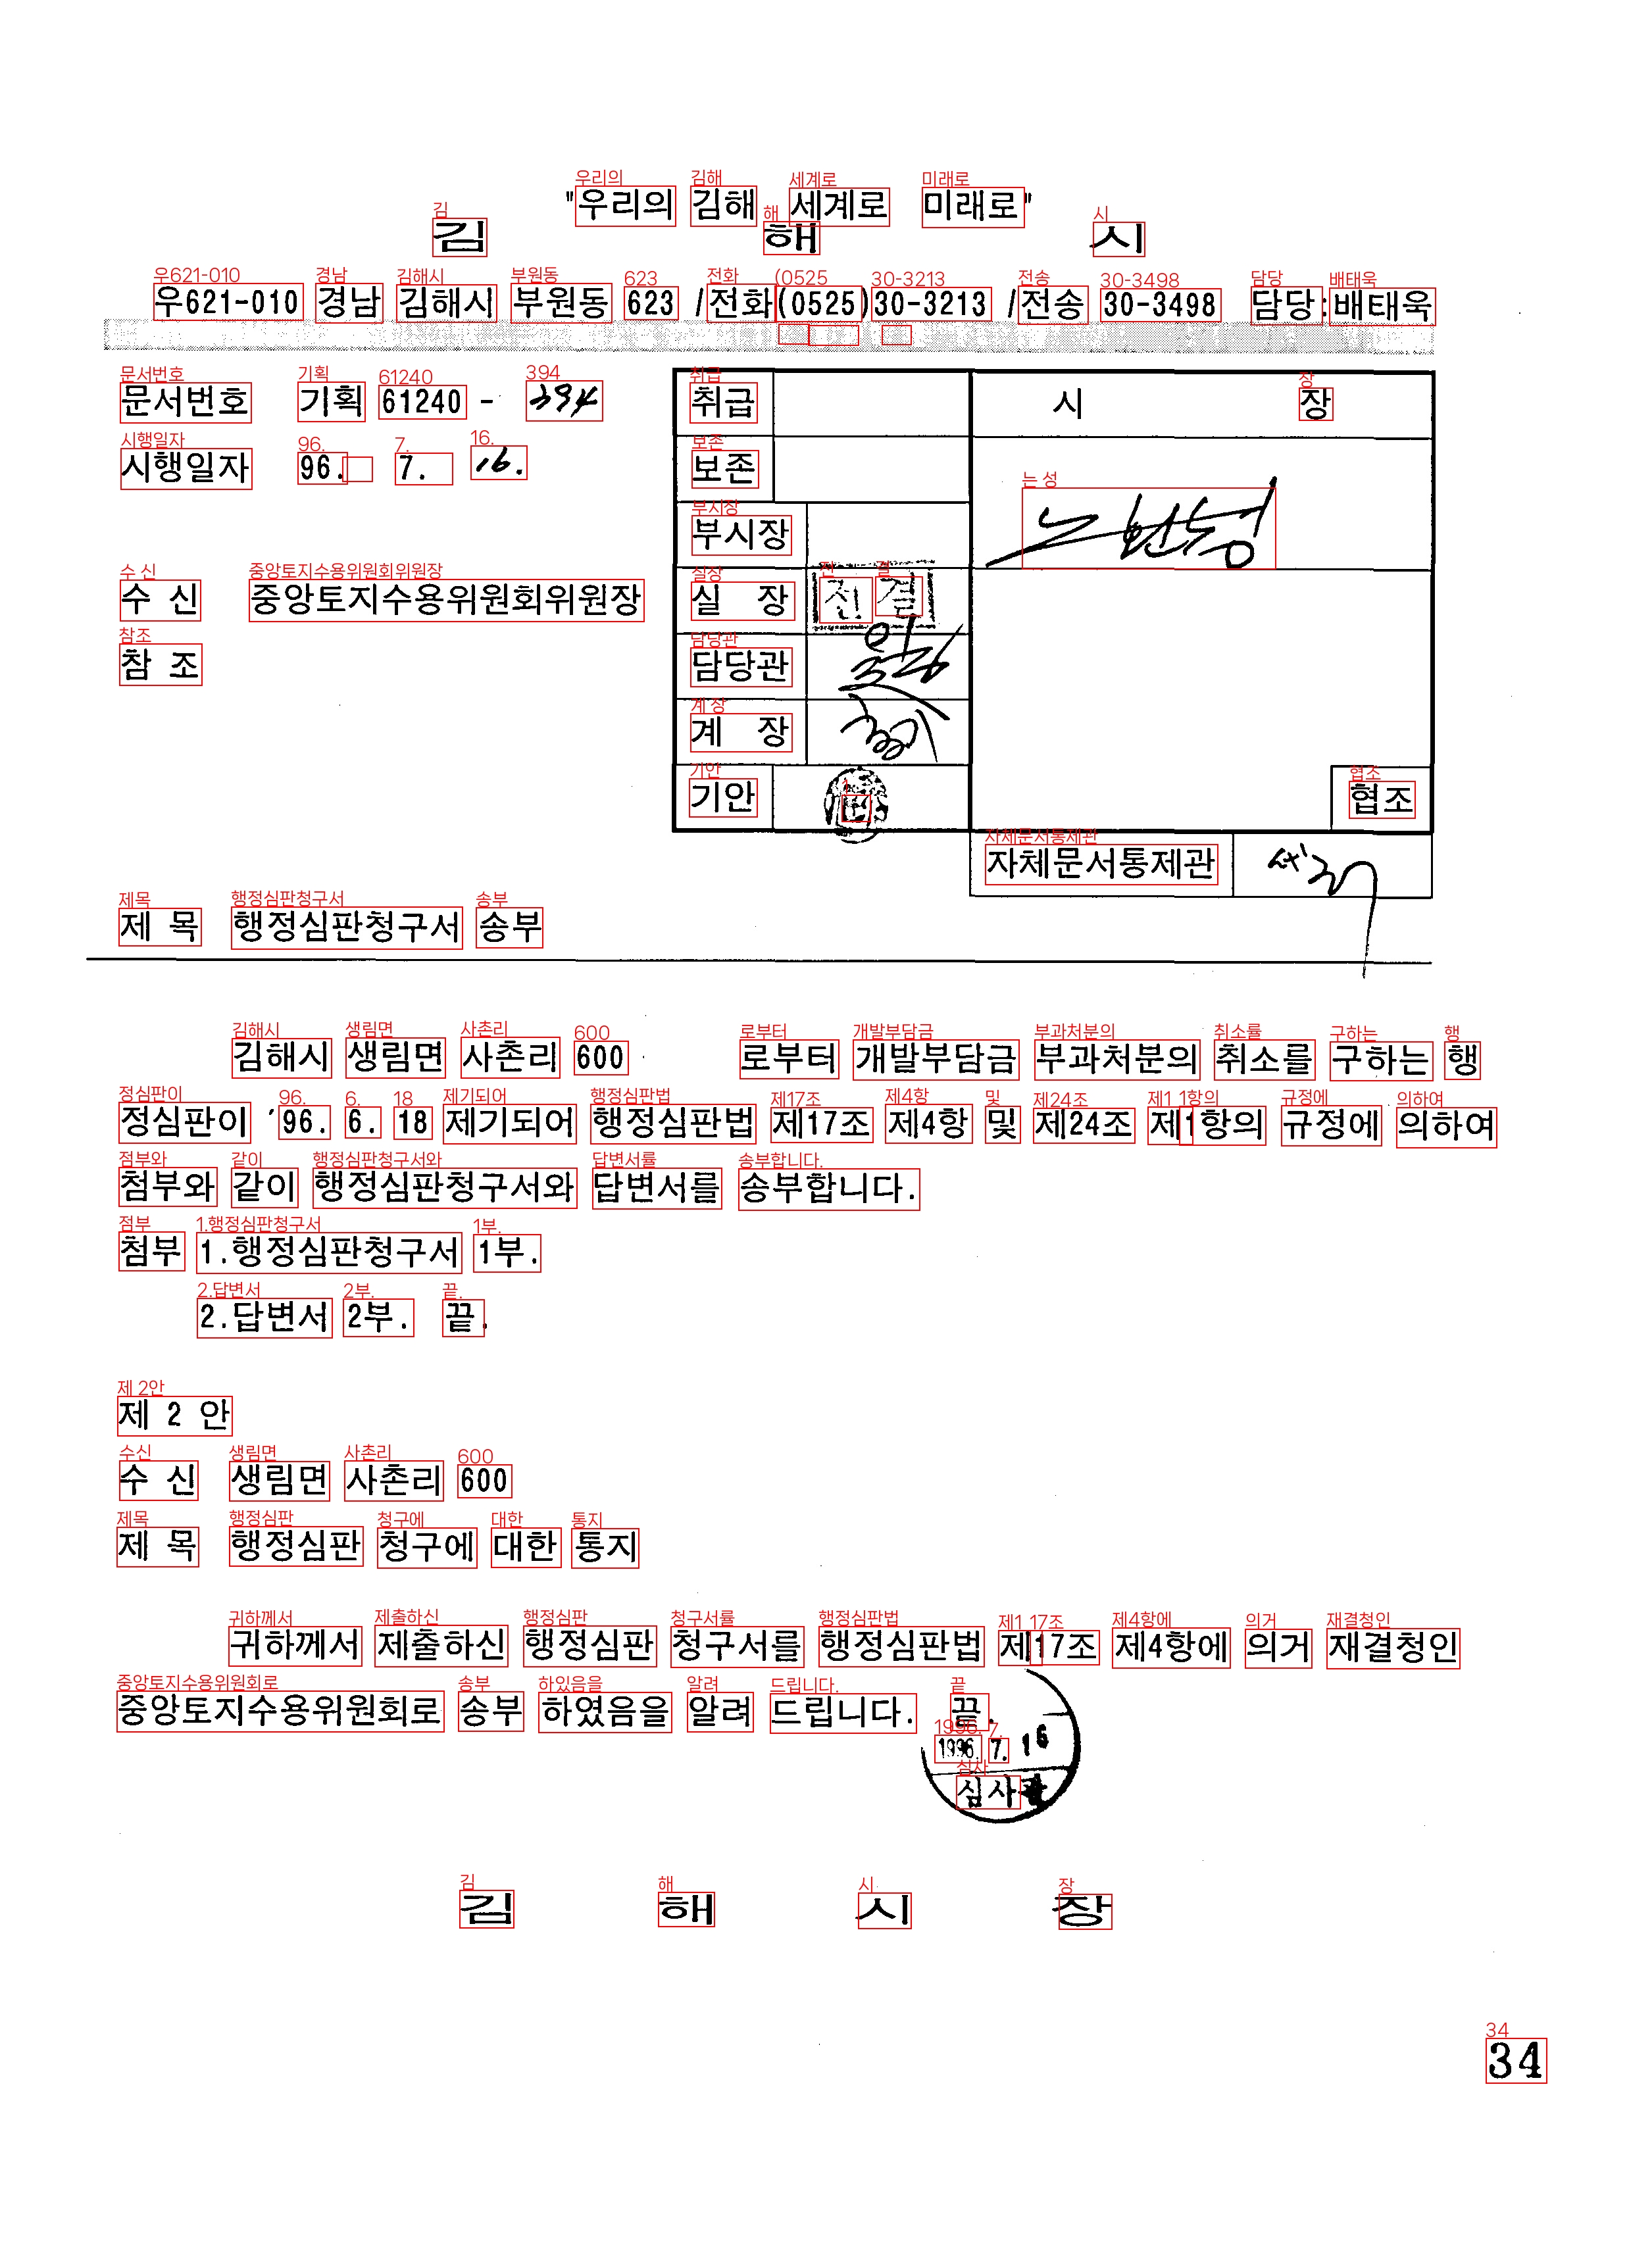 "우리의 김해 세계로 미래로"
김 해 시
우621-010 경남 김해시 부원동 623 /전화(0525)30-3213 /전송 30-3498 담당:배태욱
문서번호 기획 61240 - 394
시행일자 96. 7. 16.
수 신 중앙토지수용위원회위원장
참 조
취급 시 장
보존
부시장
실 장 전결
담당관
계 장
기안 협조
자체문서통제관
제 목 행정심판청구서 송부
김해시 생림면 사촌리 600 로부터 개발부담금 부과처분의 취소를 구하는 행
정심판이 '96. 6. 18 제기되어 행정심판법 제17조 제4항 및 제24조 제1항의 규정에 의하여
첨부와 같이 행정심판청구서와 답변서를 송부합니다.
첨부 1.행정심판청구서 1부.
2.답변서 2부. 끝.
제 2 안
수 신 생림면 사촌리 600
제 목 행정심판 청구에 대한 통지
귀하께서 제출하신 행정심판 청구서를 행정심판법 제17조 제4항에 의거 재결청인
중앙토지수용위원회로 송부 하였음을 알려 드립니다. 끝.
1996. 7. 16
심사
김 해 시 장
34